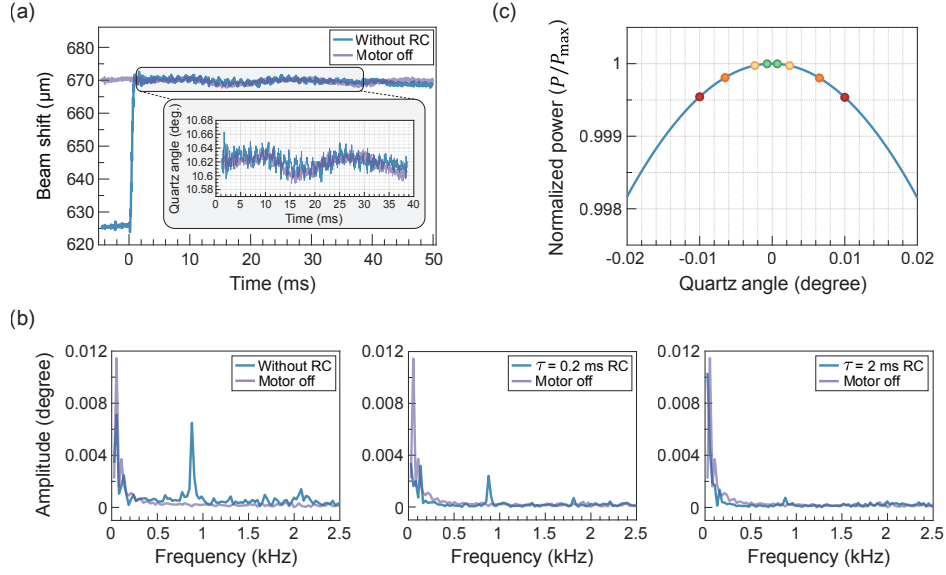 (a)
Beam shift (μm)
680
670
660
650
640
630
620
Without RC
Motor off
Quartz angle (deg.)
10.68
10.66
10.64
10.62
10.60
10.58
0 5 10 15 20 25 30 35 40
Time (ms)
0 10 20 30 40 50
Time (ms)
(c)
Normalized power (P/Pmax)
1
0.999
0.998
-0.02 -0.01 0 0.01 0.02
Quartz angle (degree)
(b)
Amplitude (degree)
0.012
0.008
0.004
0
Without RC
Motor off
0 0.5 1 1.5 2 2.5
Frequency (kHz)
0.012
0.008
0.004
0
τ = 0.2 ms RC
Motor off
0 0.5 1 1.5 2 2.5
Frequency (kHz)
0.012
0.008
0.004
0
τ = 2 ms RC
Motor off
0 0.5 1 1.5 2 2.5
Frequency (kHz)